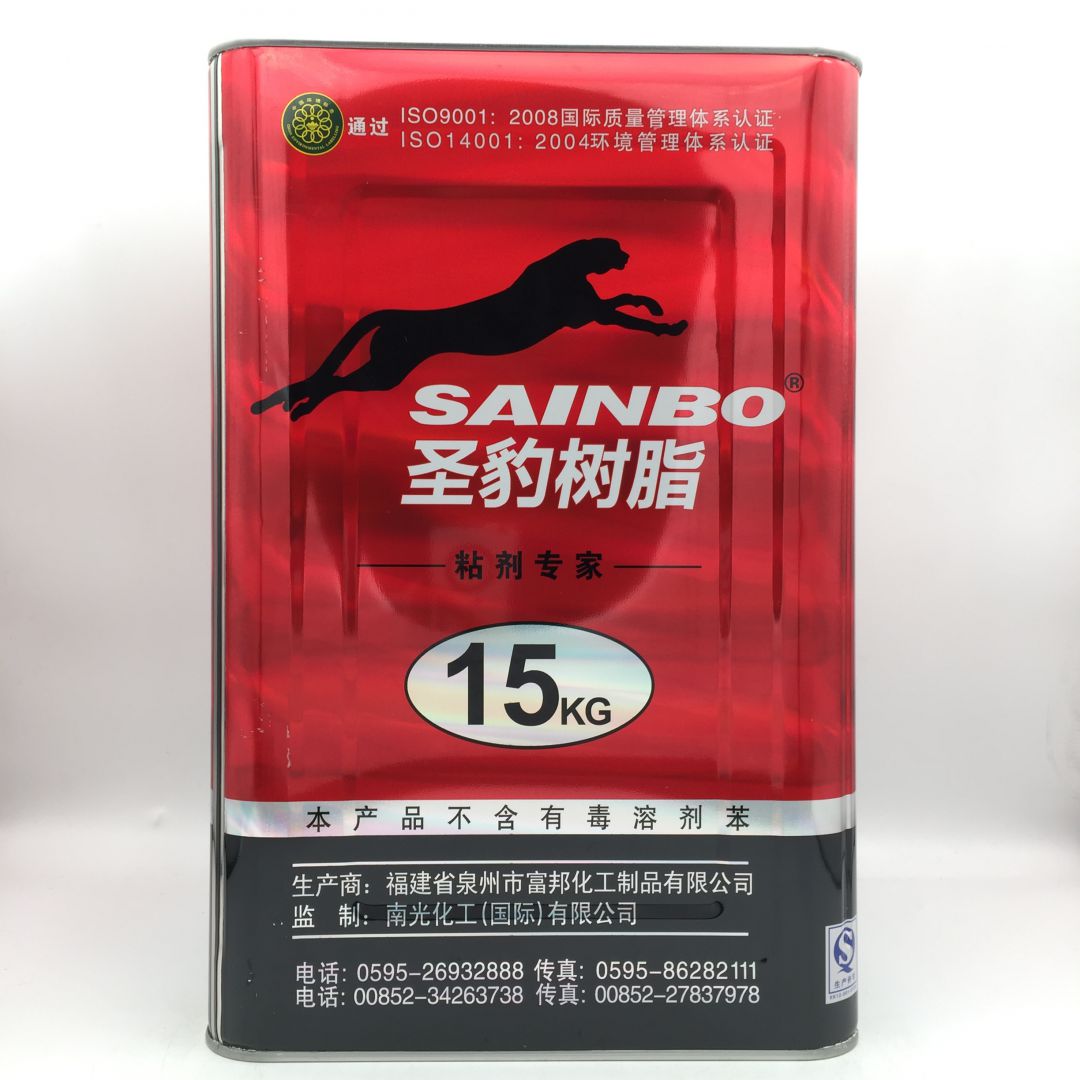 通过 ISO9001: 2008国际质量管理体系认证
ISO14001: 2004环境管理体系认证
SAINBO®
圣豹树脂
粘剂专家
15KG
本产品不含有毒溶剂苯
生产商: 福建省泉州市富邦化工制品有限公司
监 制: 南光化工(国际)有限公司
电话: 0595-26932888 传真: 0595-86282111
电话: 00852-34263738 传真: 00852-27837978